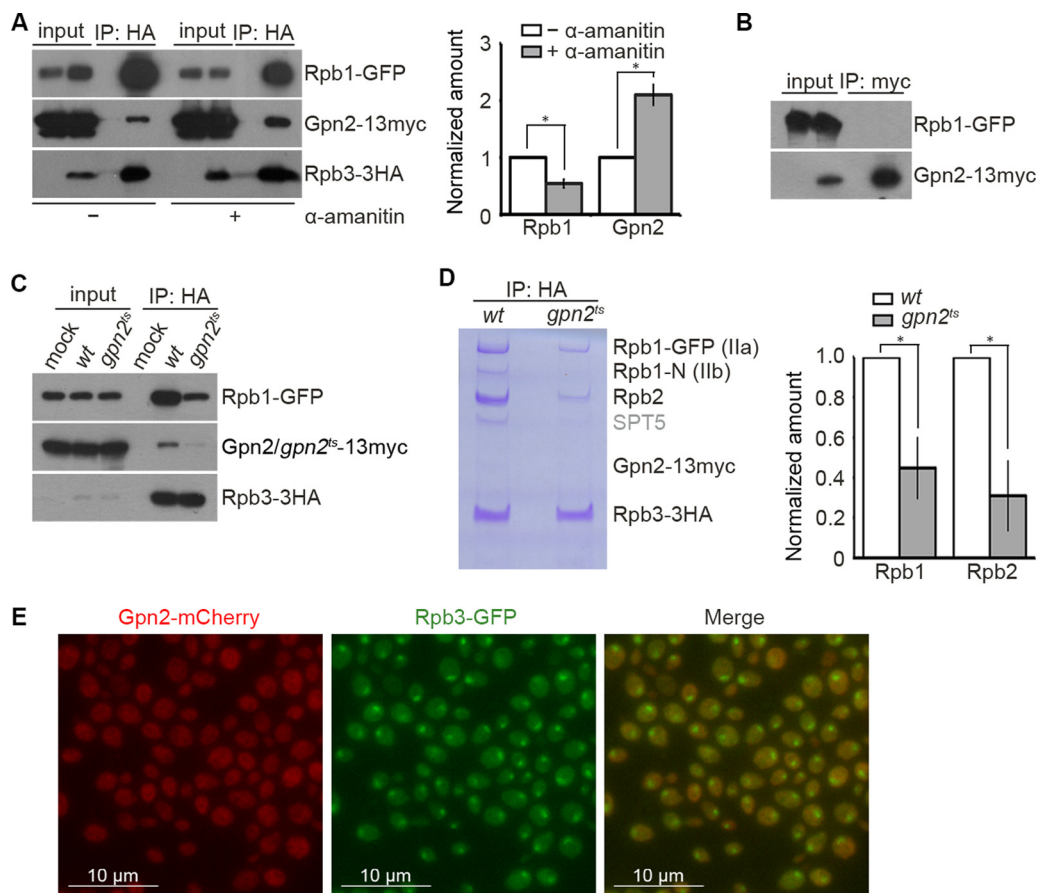 A
input IP: HA input IP: HA
Rpb1-GFP
Gpn2-13myc
Rpb3-3HA
− + α-amanitin
− α-amanitin
+ α-amanitin
Normalized amount
3
2
1
0
* *
Rpb1 Gpn2
B
input IP: myc
Rpb1-GFP
Gpn2-13myc
C
input IP: HA
mock wt gpn2ts mock wt gpn2ts
Rpb1-GFP
Gpn2/gpn2ts-13myc
Rpb3-3HA
D
IP: HA
wt gpn2ts
Rpb1-GFP (IIa)
Rpb1-N (IIb)
Rpb2
SPT5
Gpn2-13myc
Rpb3-3HA
wt
gpn2ts
Normalized amount
1.0
0.8
0.6
0.4
0.2
0
* *
Rpb1 Rpb2
E
Gpn2-mCherry Rpb3-GFP Merge
10 μm 10 μm 10 μm